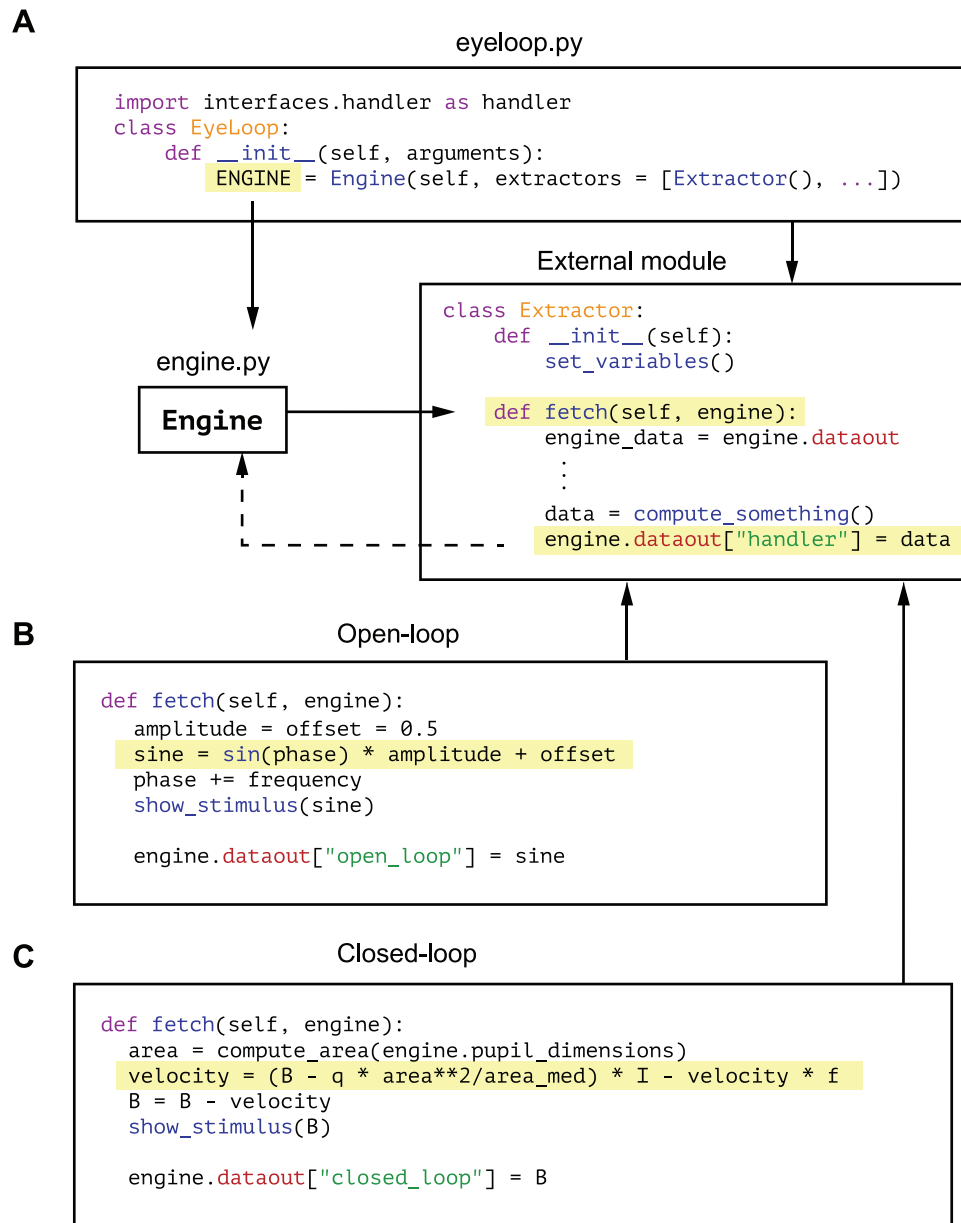 A
eyeloop.py
import interfaces.handler as handler
class EyeLoop:
def __init__(self, arguments):
ENGINE = Engine(self, extractors = [Extractor(), ...])
External module
class Extractor:
def __init__(self):
set_variables()
engine.py
Engine
def fetch(self, engine):
engine_data = engine.dataout
.
.
.
data = compute_something()
engine.dataout["handler"] = data
B
Open-loop
def fetch(self, engine):
amplitude = offset = 0.5
sine = sin(phase) * amplitude + offset
phase += frequency
show_stimulus(sine)
engine.dataout["open_loop"] = sine
C
Closed-loop
def fetch(self, engine):
area = compute_area(engine.pupil_dimensions)
velocity = (B - q * area**2/area_med) * I - velocity * f
B = B - velocity
show_stimulus(B)
engine.dataout["closed_loop"] = B